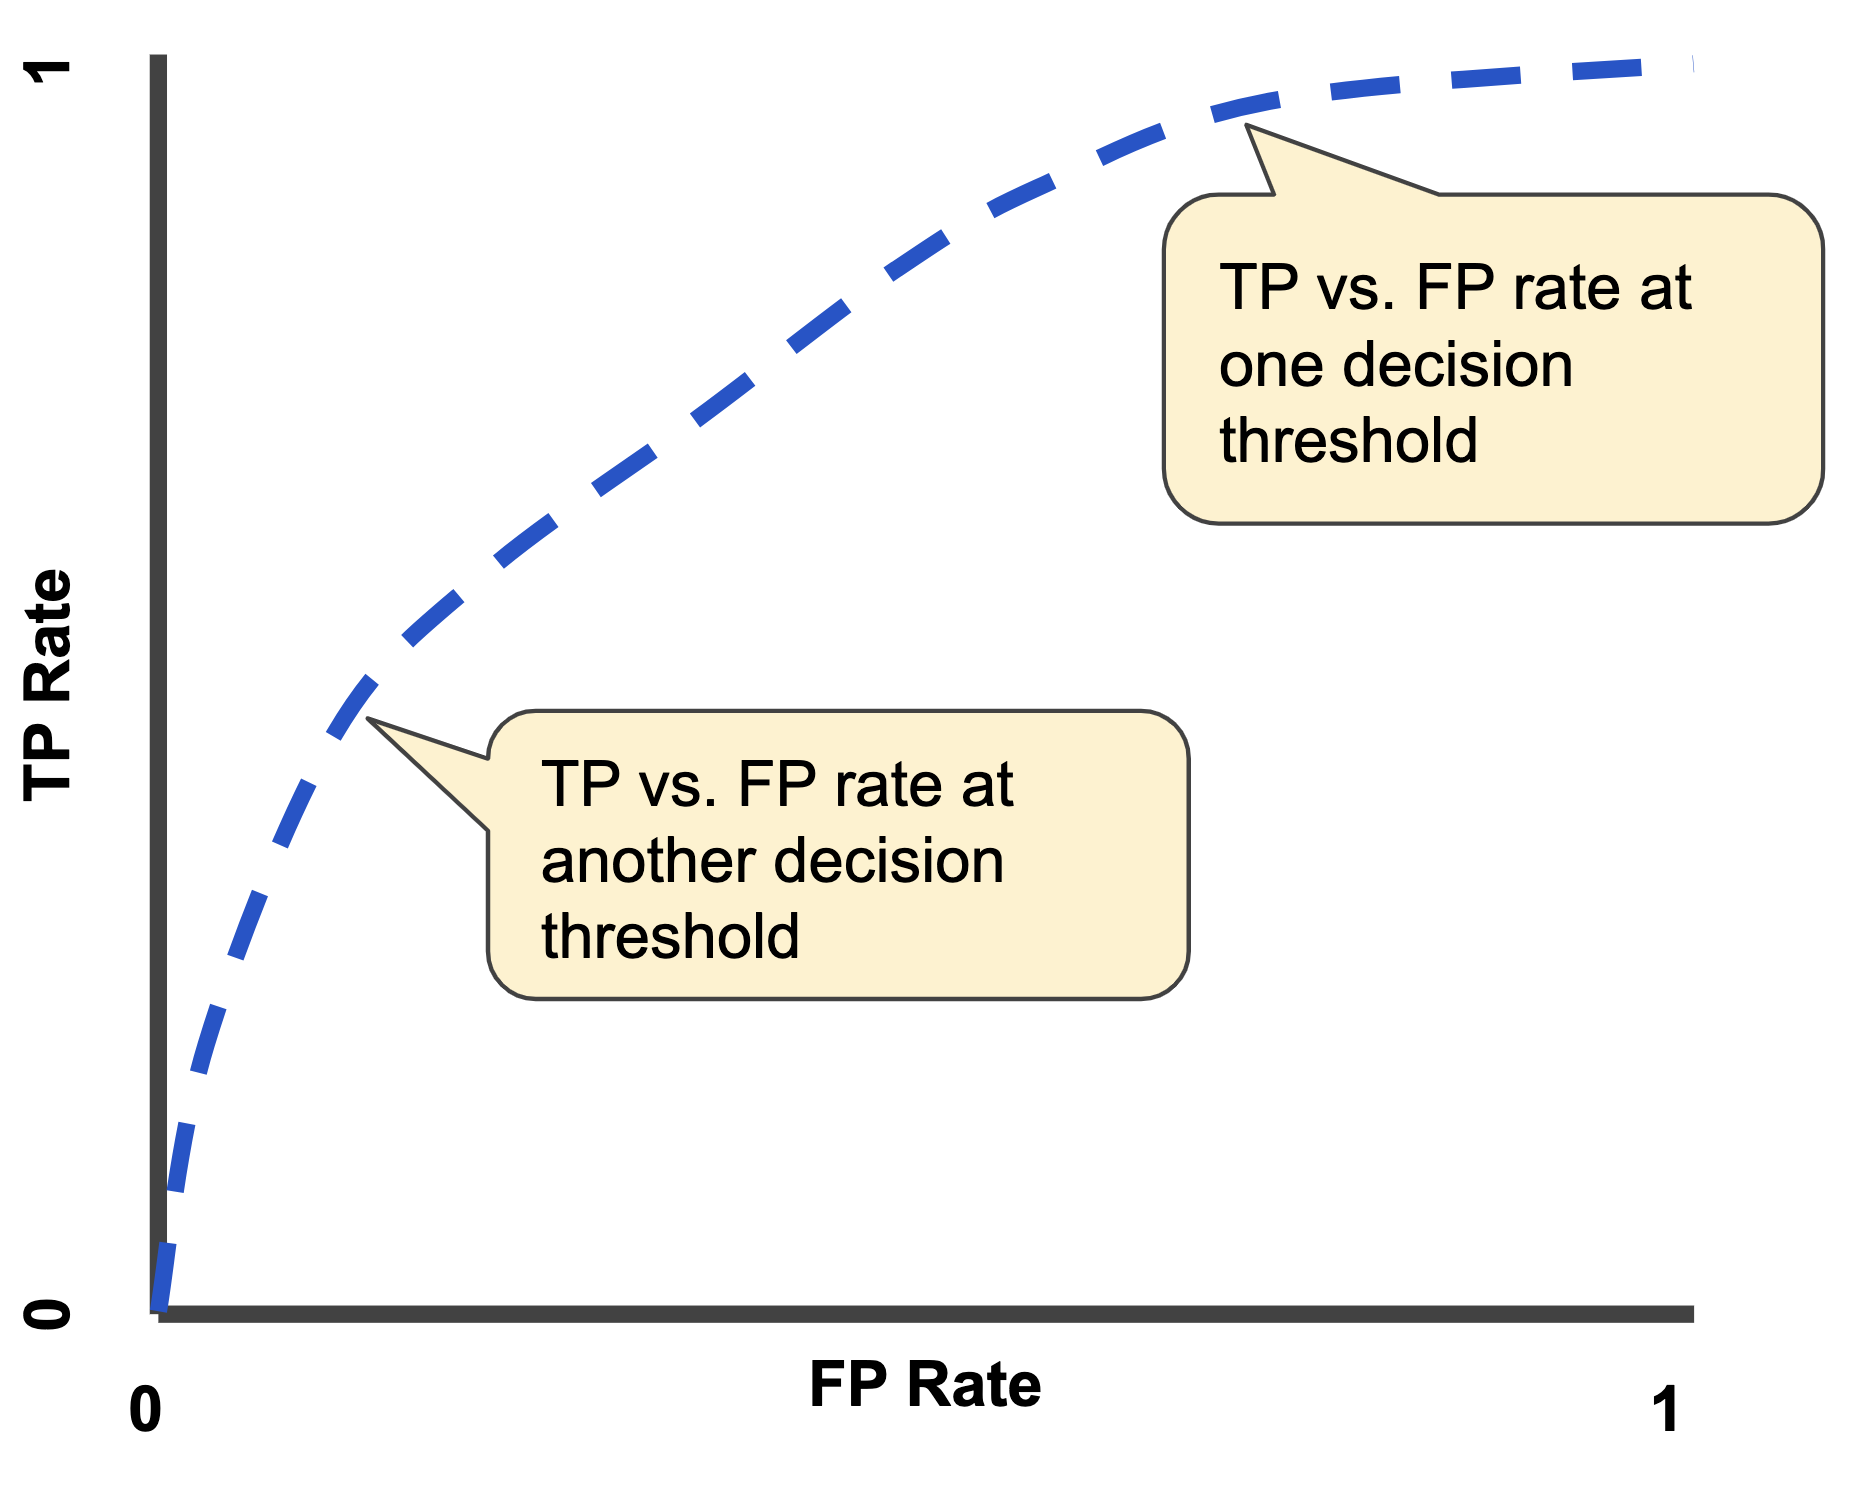 1
TP vs. FP rate at
one decision
threshold
TP Rate
TP vs. FP rate at
another decision
threshold
0
0
FP Rate
1